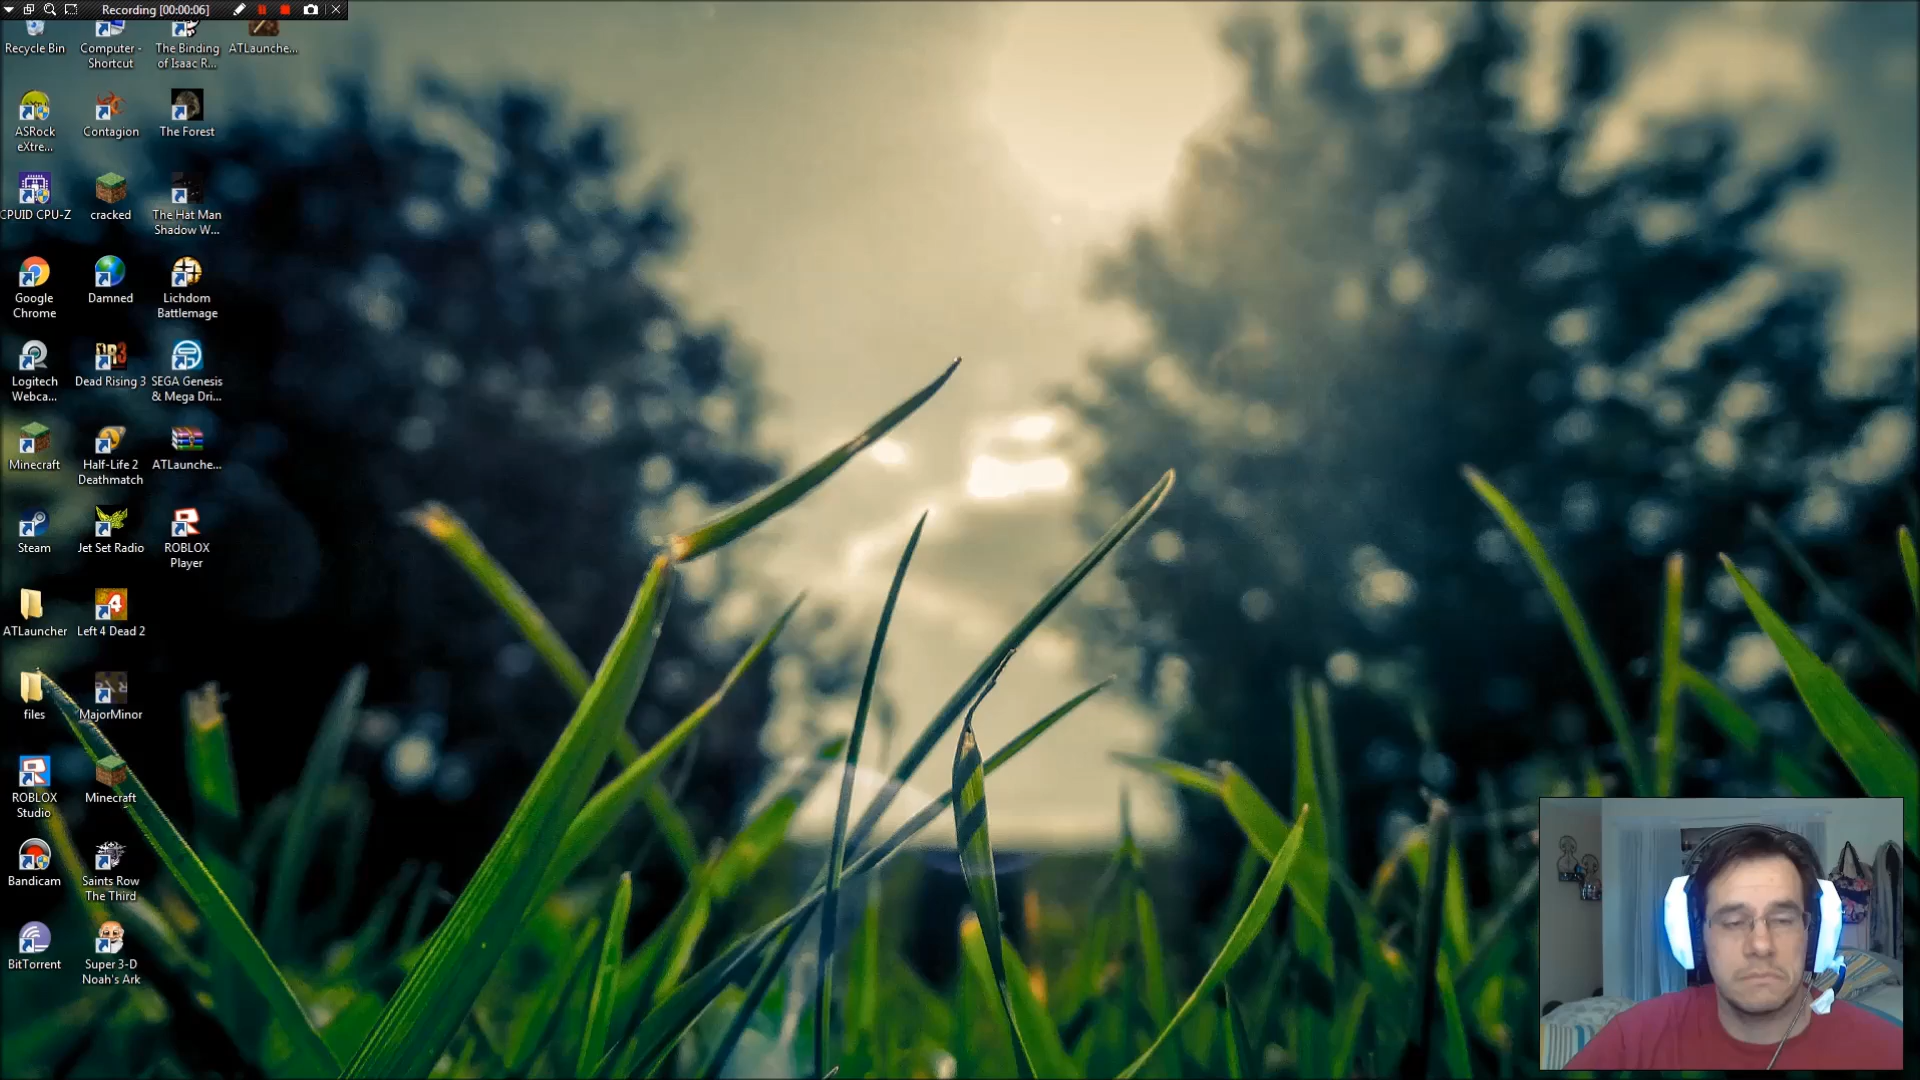 Recording [00:00:06]
Recycle Bin
Computer -
Shortcut
The Binding
of Isaac R...
ATLaunche...
ASRock
eXtre...
Contagion
The Forest
CPUID CPU-Z
cracked
The Hat Man
Shadow W...
Google
Chrome
Damned
Lichdom
Battlemage
Logitech
Webca...
DR3
Dead Rising 3
SEGA Genesis
& Mega Dri...
Minecraft
Half-Life 2
Deathmatch
ATLaunche...
Steam
Jet Set Radio
ROBLOX
Player
ATLauncher
4
Left 4 Dead 2
files
MajorMinor
ROBLOX
Studio
Minecraft
Bandicam
Saints Row
The Third
BitTorrent
Super 3-D
Noah's Ark